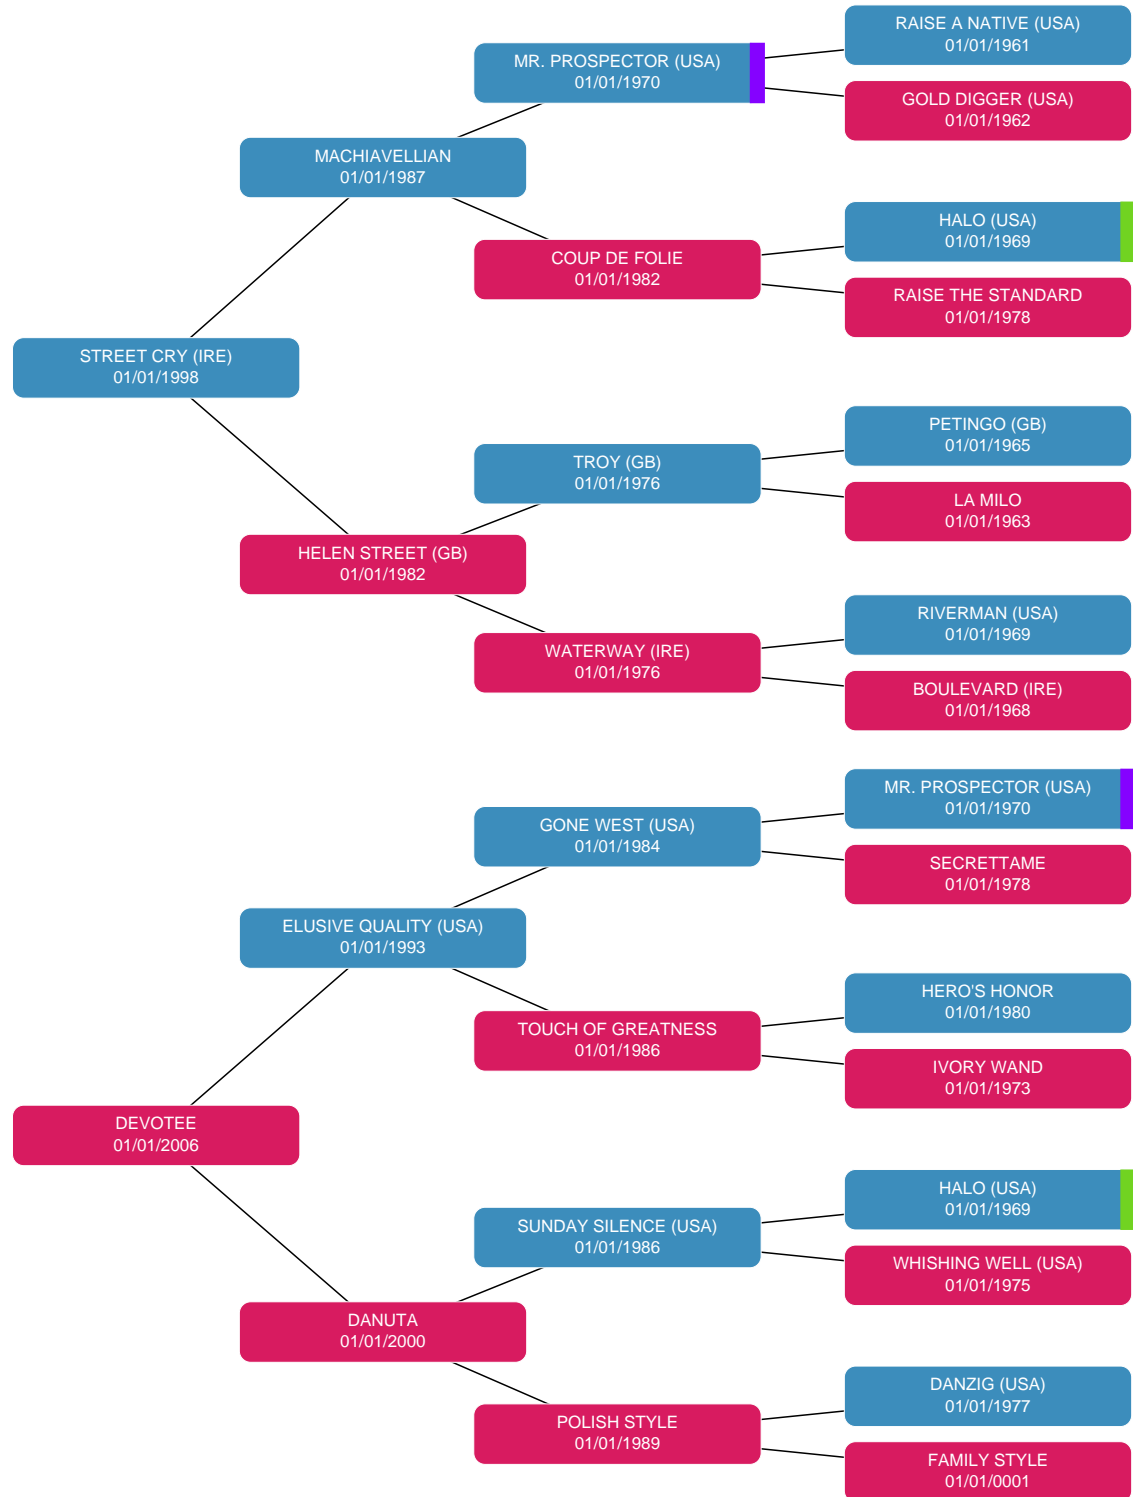 RAISE A NATIVE (USA)
01/01/1961
MR. PROSPECTOR (USA)
01/01/1970
GOLD DIGGER (USA)
01/01/1962
MACHIAVELLIAN
01/01/1987
HALO (USA)
01/01/1969
COUP DE FOLIE
01/01/1982
RAISE THE STANDARD
01/01/1978
STREET CRY (IRE)
01/01/1998
PETINGO (GB)
01/01/1965
TROY (GB)
01/01/1976
LA MILO
01/01/1963
HELEN STREET (GB)
01/01/1982
RIVERMAN (USA)
01/01/1969
WATERWAY (IRE)
01/01/1976
BOULEVARD (IRE)
01/01/1968
MR. PROSPECTOR (USA)
01/01/1970
GONE WEST (USA)
01/01/1984
SECRETTAME
01/01/1978
ELUSIVE QUALITY (USA)
01/01/1993
HERO'S HONOR
01/01/1980
TOUCH OF GREATNESS
01/01/1986
IVORY WAND
01/01/1973
DEVOTEE
01/01/2006
HALO (USA)
01/01/1969
SUNDAY SILENCE (USA)
01/01/1986
WHISHING WELL (USA)
01/01/1975
DANUTA
01/01/2000
DANZIG (USA)
01/01/1977
POLISH STYLE
01/01/1989
FAMILY STYLE
01/01/0001